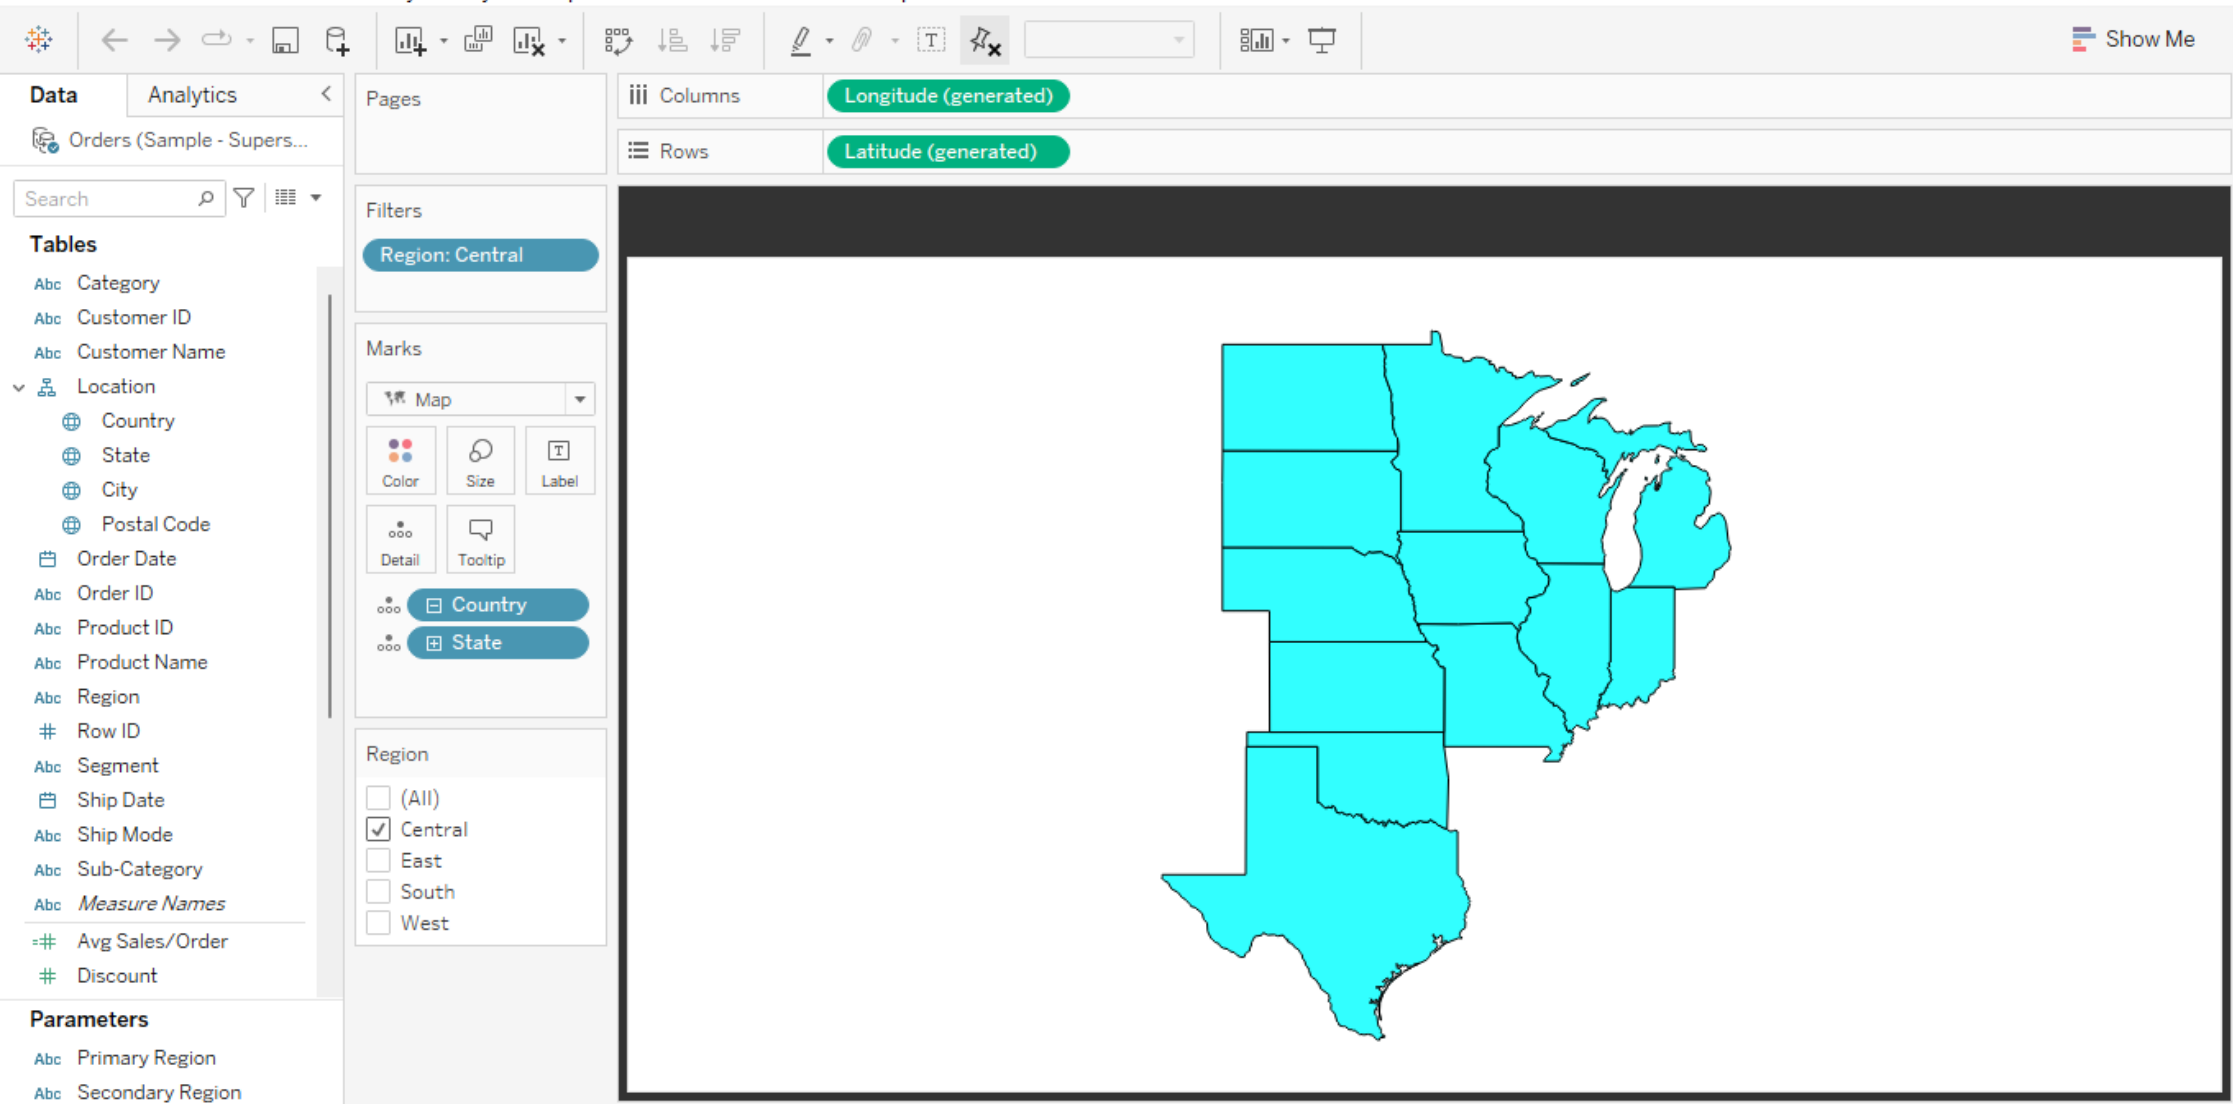 Show Me
Data
Analytics
Orders (Sample - Supers...
Search
Tables
Abc Category
Abc Customer ID
Abc Customer Name
Location
Country
State
City
Postal Code
Order Date
Abc Order ID
Abc Product ID
Abc Product Name
Abc Region
# Row ID
Abc Segment
Ship Date
Abc Ship Mode
Abc Sub-Category
Abc Measure Names
=# Avg Sales/Order
# Discount
Parameters
Abc Primary Region
Abc Secondary Region
Pages
Filters
Region: Central
Marks
Map
Color
Size
Label
Detail
Tooltip
Country
State
Region
(All)
Central
East
South
West
Columns
Longitude (generated)
Rows
Latitude (generated)